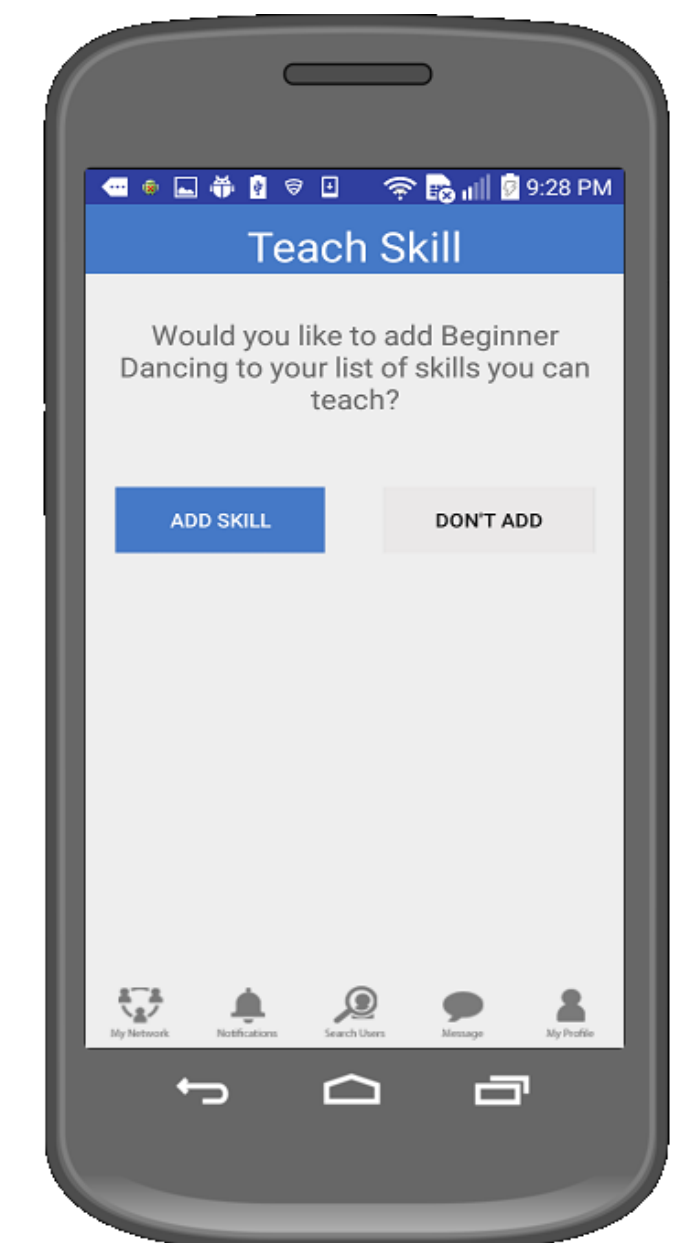 9:28 PM
Teach Skill
Would you like to add Beginner
Dancing to your list of skills you can
teach?
ADD SKILL
DON'T ADD
My Network
Notifications
Search Users
Message
My Profile